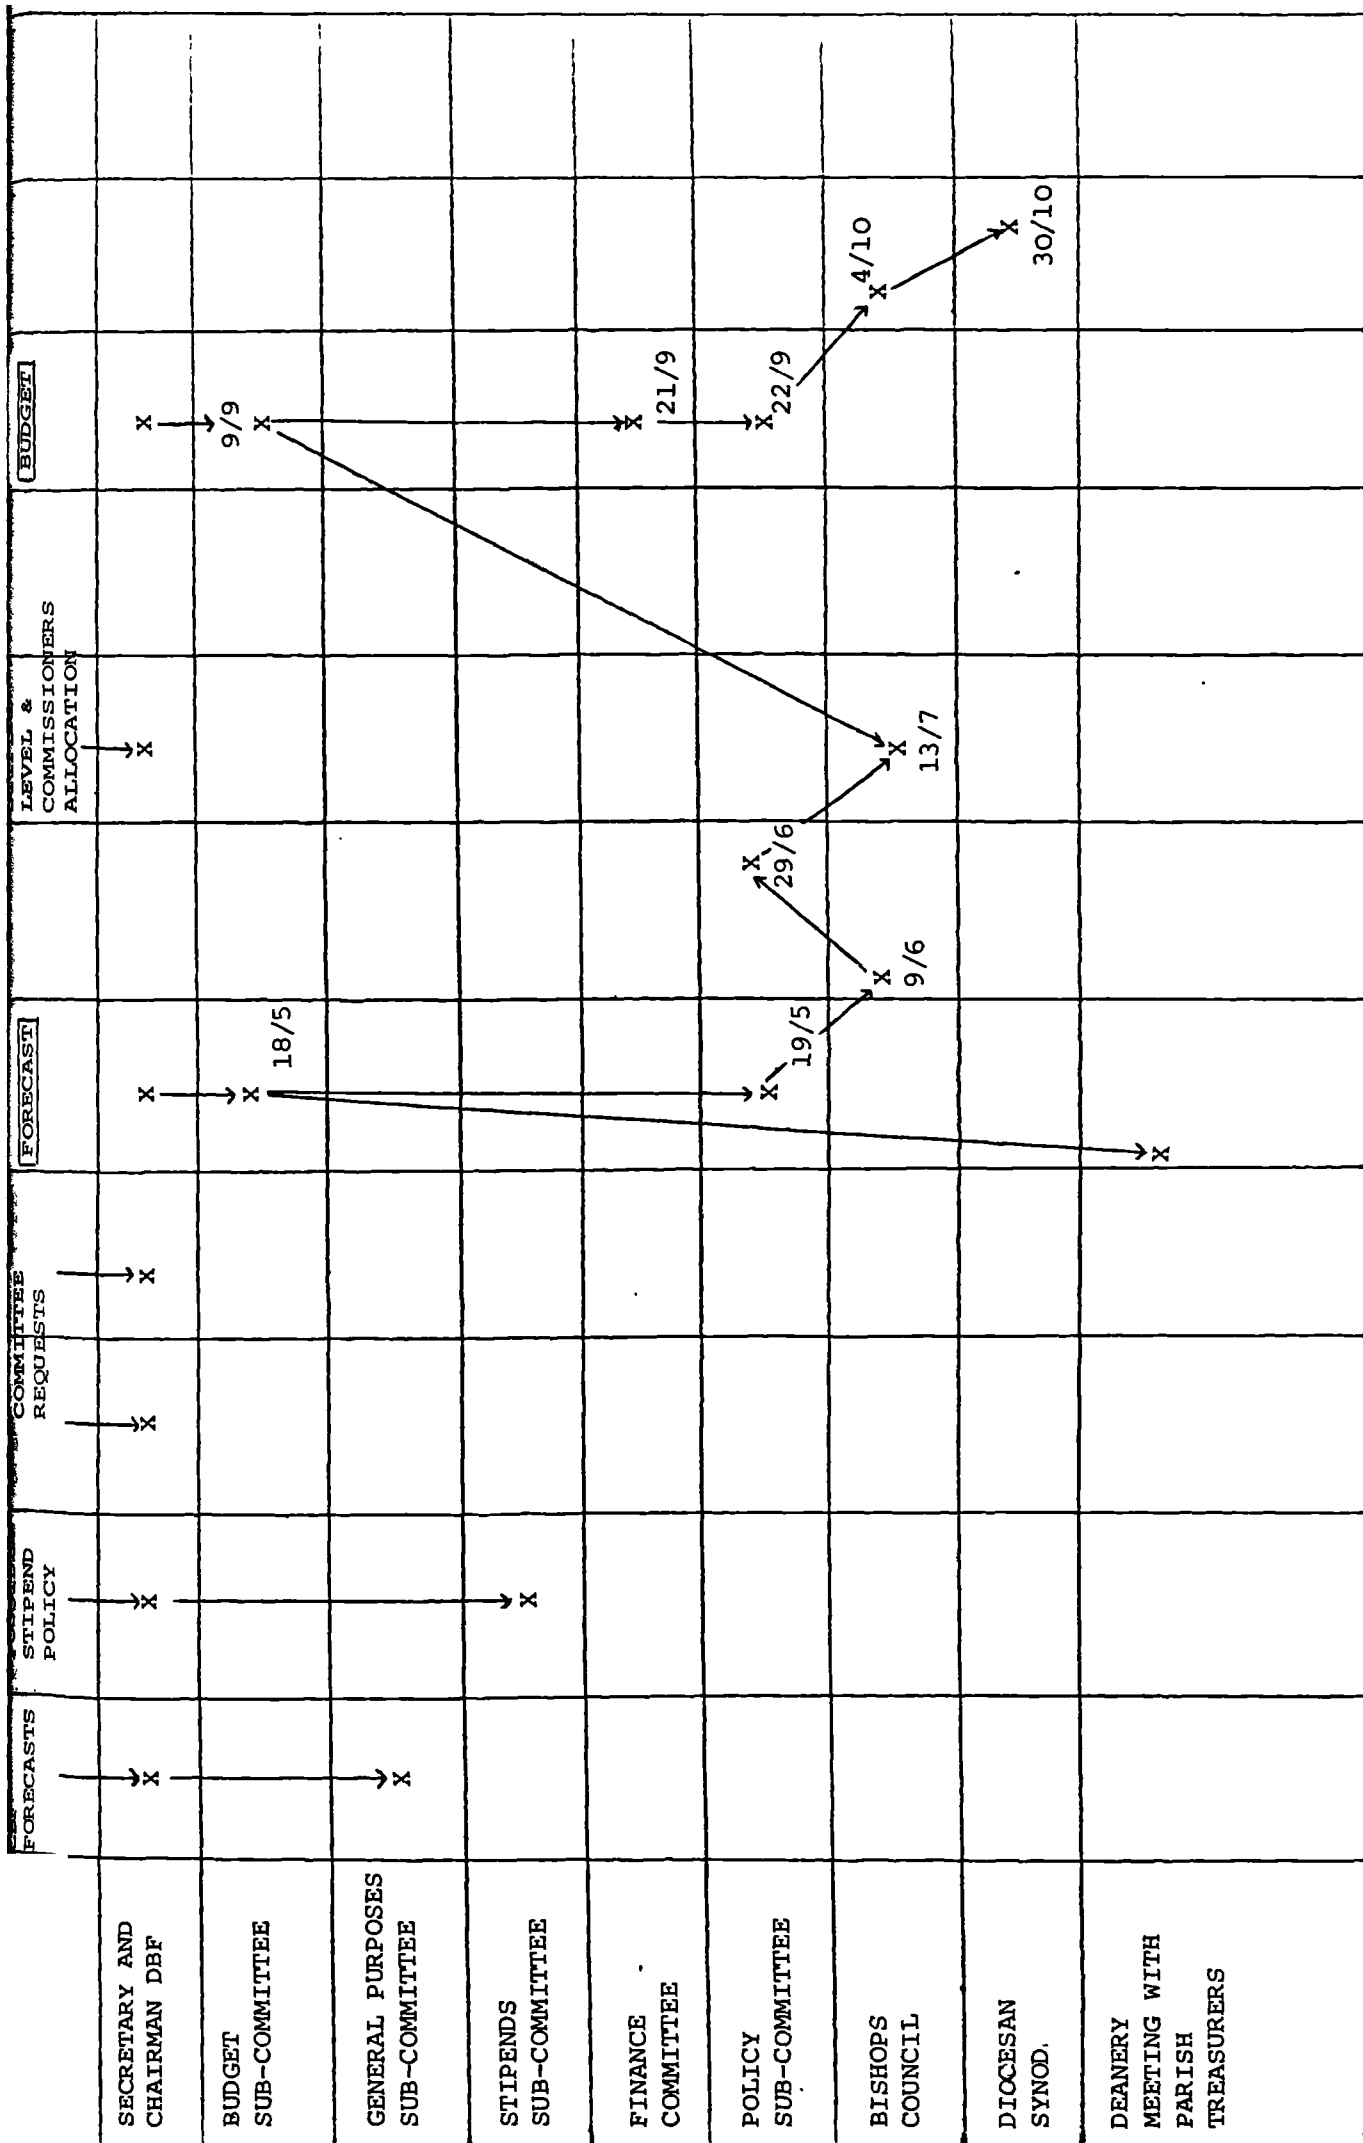 FORECASTS
STIPEND
POLICY
COMMITTEE
REQUESTS
FORECAST
LEVEL &
COMMISSIONERS
ALLOCATION
BUDGET
SECRETARY AND
CHAIRMAN DBF
X
X
X
X
X
X
X
BUDGET
SUB-COMMITTEE
X
18/5
9/9
X
GENERAL PURPOSES
SUB-COMMITTEE
X
STIPENDS
SUB-COMMITTEE
X
FINANCE
COMMITTEE
X
21/9
POLICY
SUB-COMMITTEE
X
19/5
X
29/6
X
22/9
BISHOPS
COUNCIL
X
9/6
X
13/7
X
4/10
DIOCESAN
SYNOD.
X
30/10
DEANERY
MEETING WITH
PARISH
TREASURERS
X